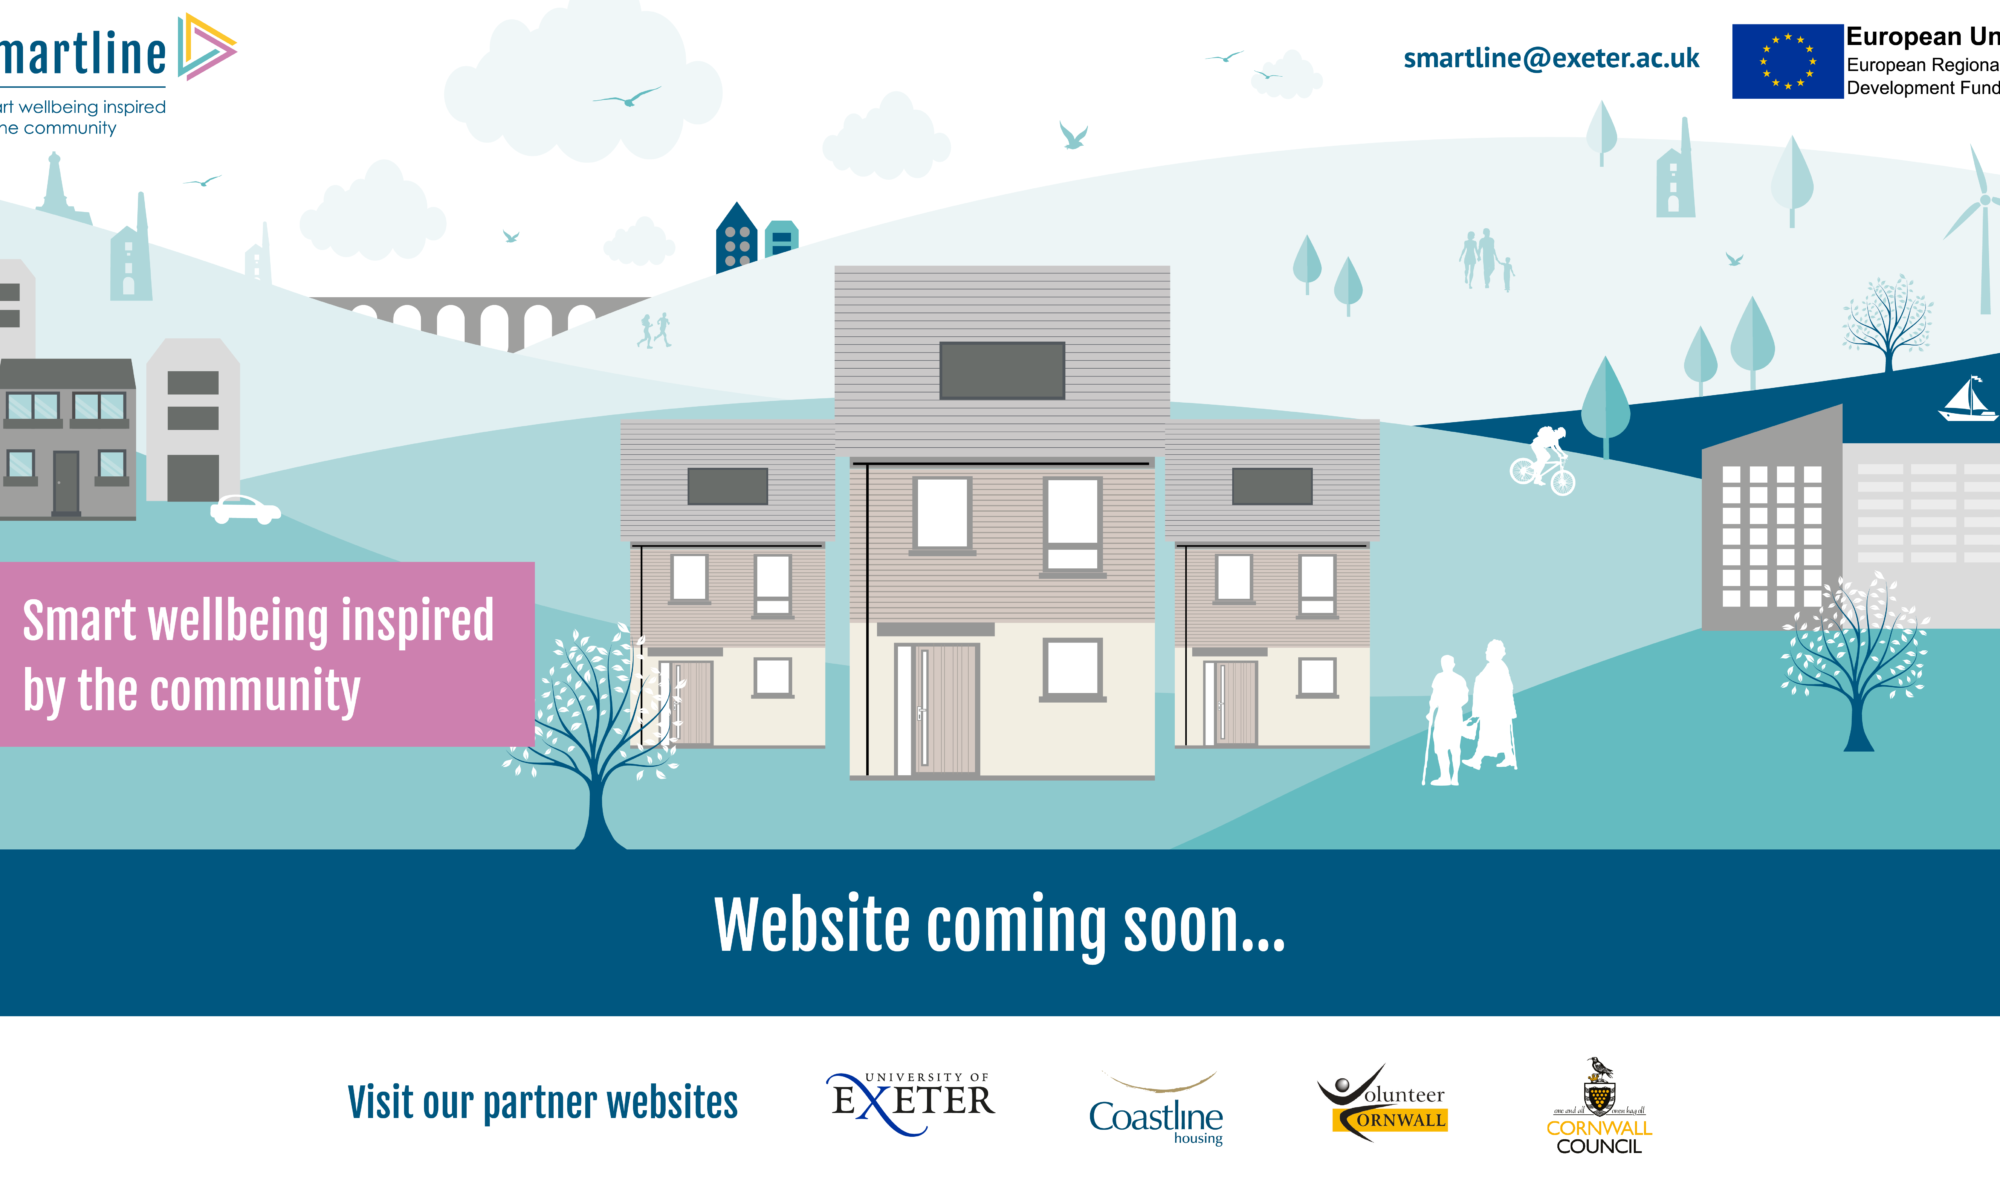 martline
smartline@exeter.ac.uk
European Un
European Regiona
Development Fund
art wellbeing inspired
he community
Smart wellbeing inspired
by the community
Website coming soon...
Visit our partner websites
UNIVERSITY OF
EXETER
Coastline
housing
Volunteer
CORNWALL
one and all onen hag oll
CORNWALL
COUNCIL